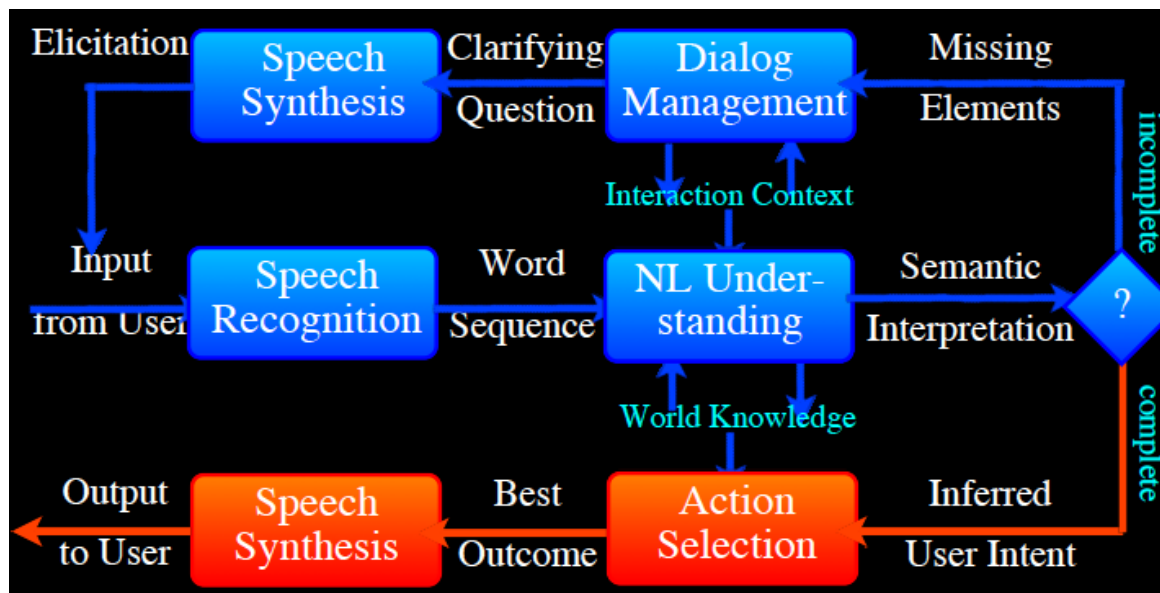 Elicitation
Speech
Synthesis
Clarifying
Question
Dialog
Management
Missing
Elements
incomplete
Interaction Context
Input
from User
Speech
Recognition
Word
Sequence
NL Under-
standing
Semantic
Interpretation
?
World Knowledge
complete
Output
to User
Speech
Synthesis
Best
Outcome
Action
Selection
Inferred
User Intent